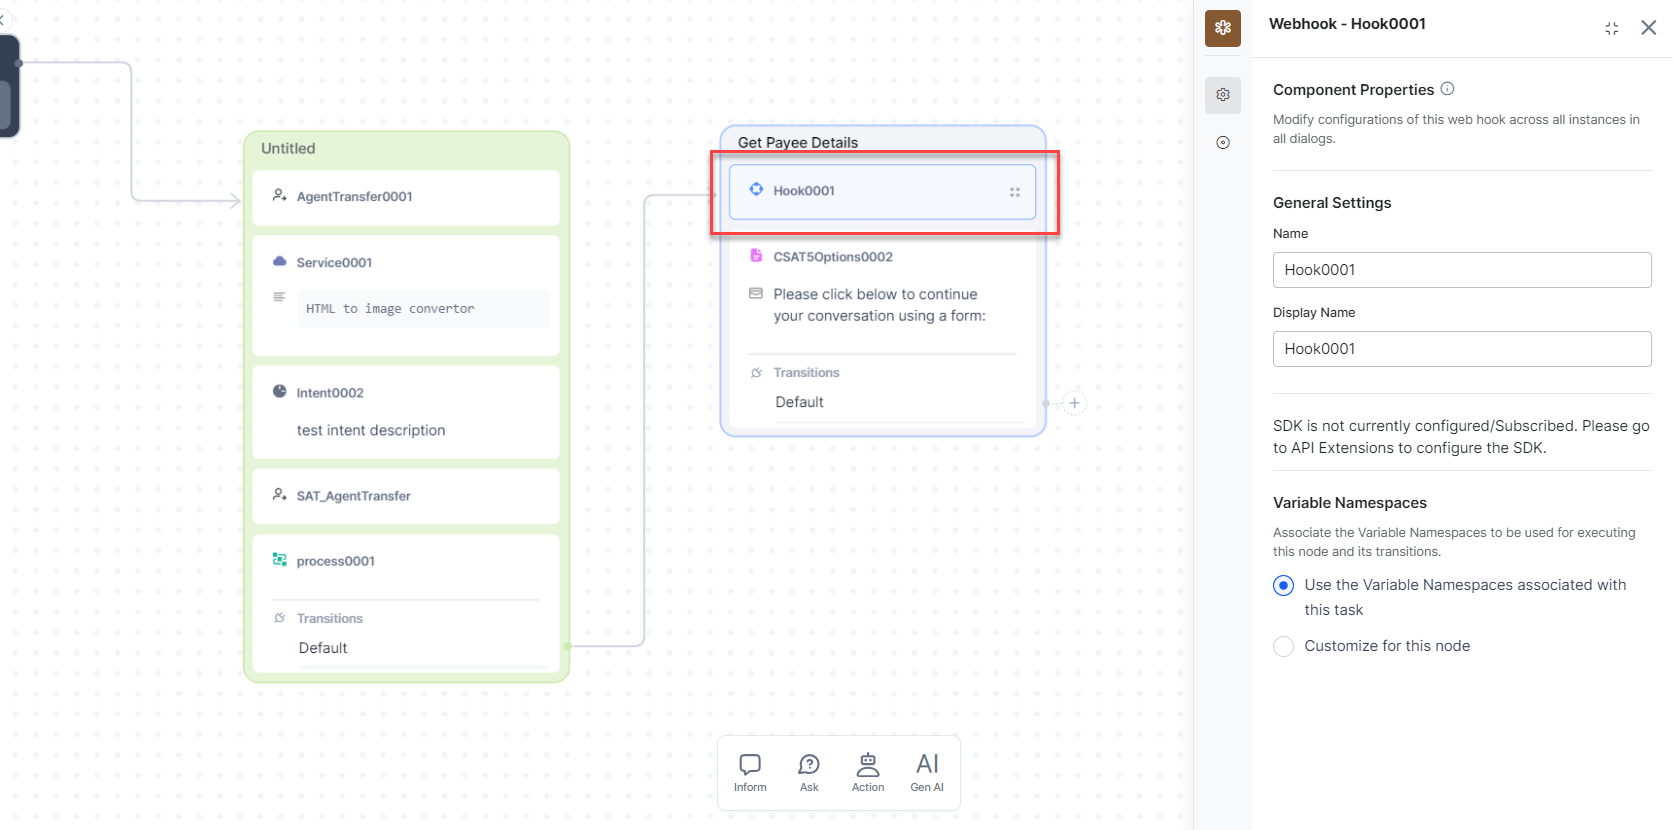 Untitled
AgentTransfer0001
Service0001
HTML to image convertor
Intent0002
test intent description
SAT_AgentTransfer
process0001
Transitions
Default
Get Payee Details
Hook0001
CSAT5Options0002
Please click below to continue
your conversation using a form:
Transitions
Default
Inform
Ask
Action
AI
Gen AI
Webhook - Hook0001
Component Properties
Modify configurations of this web hook across all instances in
all dialogs.
General Settings
Name
Hook0001
Display Name
Hook0001
SDK is not currently configured/Subscribed. Please go
to API Extensions to configure the SDK.
Variable Namespaces
Associate the Variable Namespaces to be used for executing
this node and its transitions.
Use the Variable Namespaces associated with
this task
Customize for this node